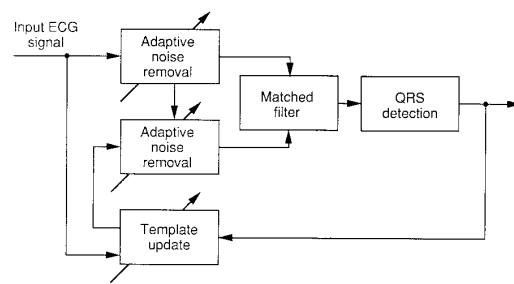 Input ECG
signal
Adaptive
noise
removal
Matched
filter
QRS
detection
Adaptive
noise
removal
Template
update